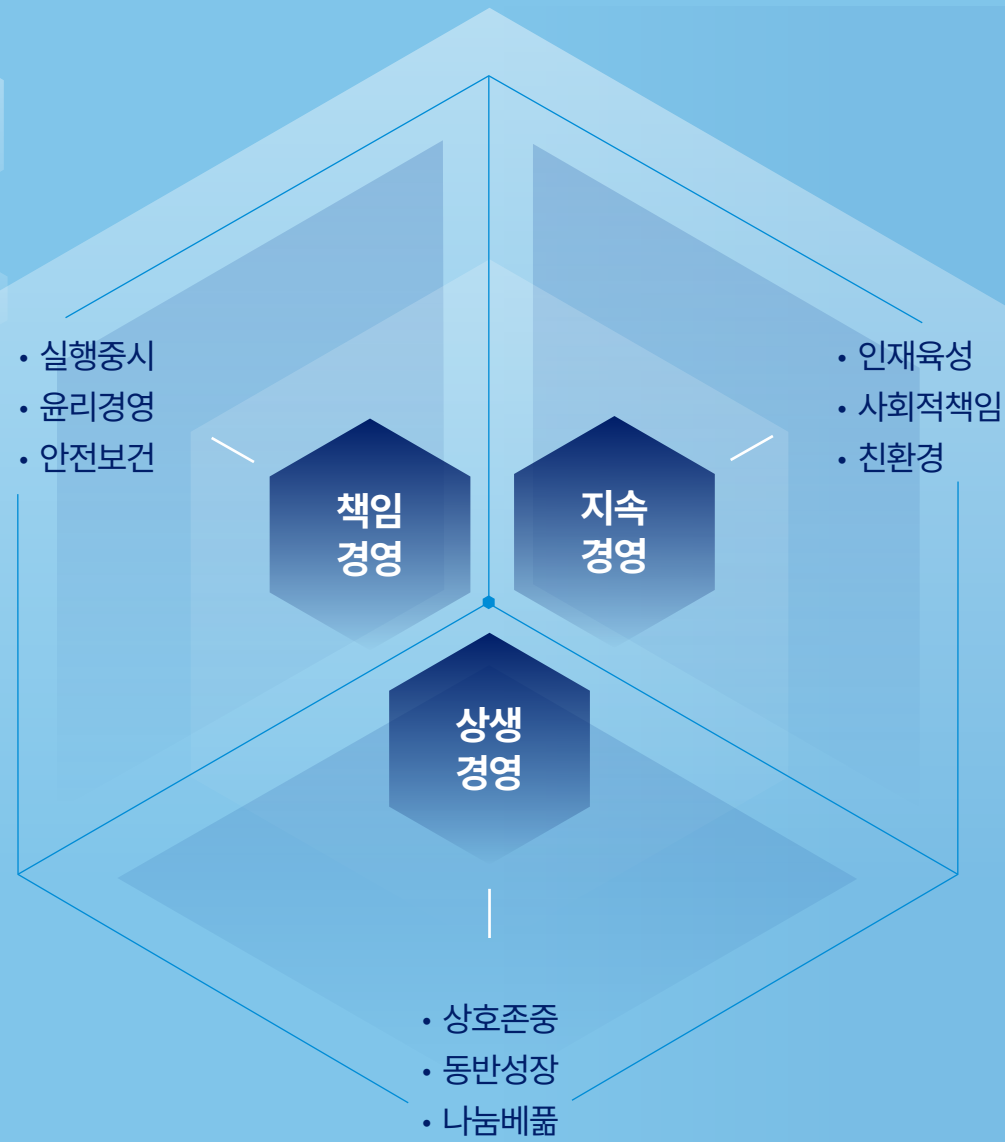 • 실행중시
• 윤리경영
• 안전보건
책임
경영
• 인재육성
• 사회적책임
• 친환경
지속
경영
상생
경영
• 상호존중
• 동반성장
• 나눔베풂